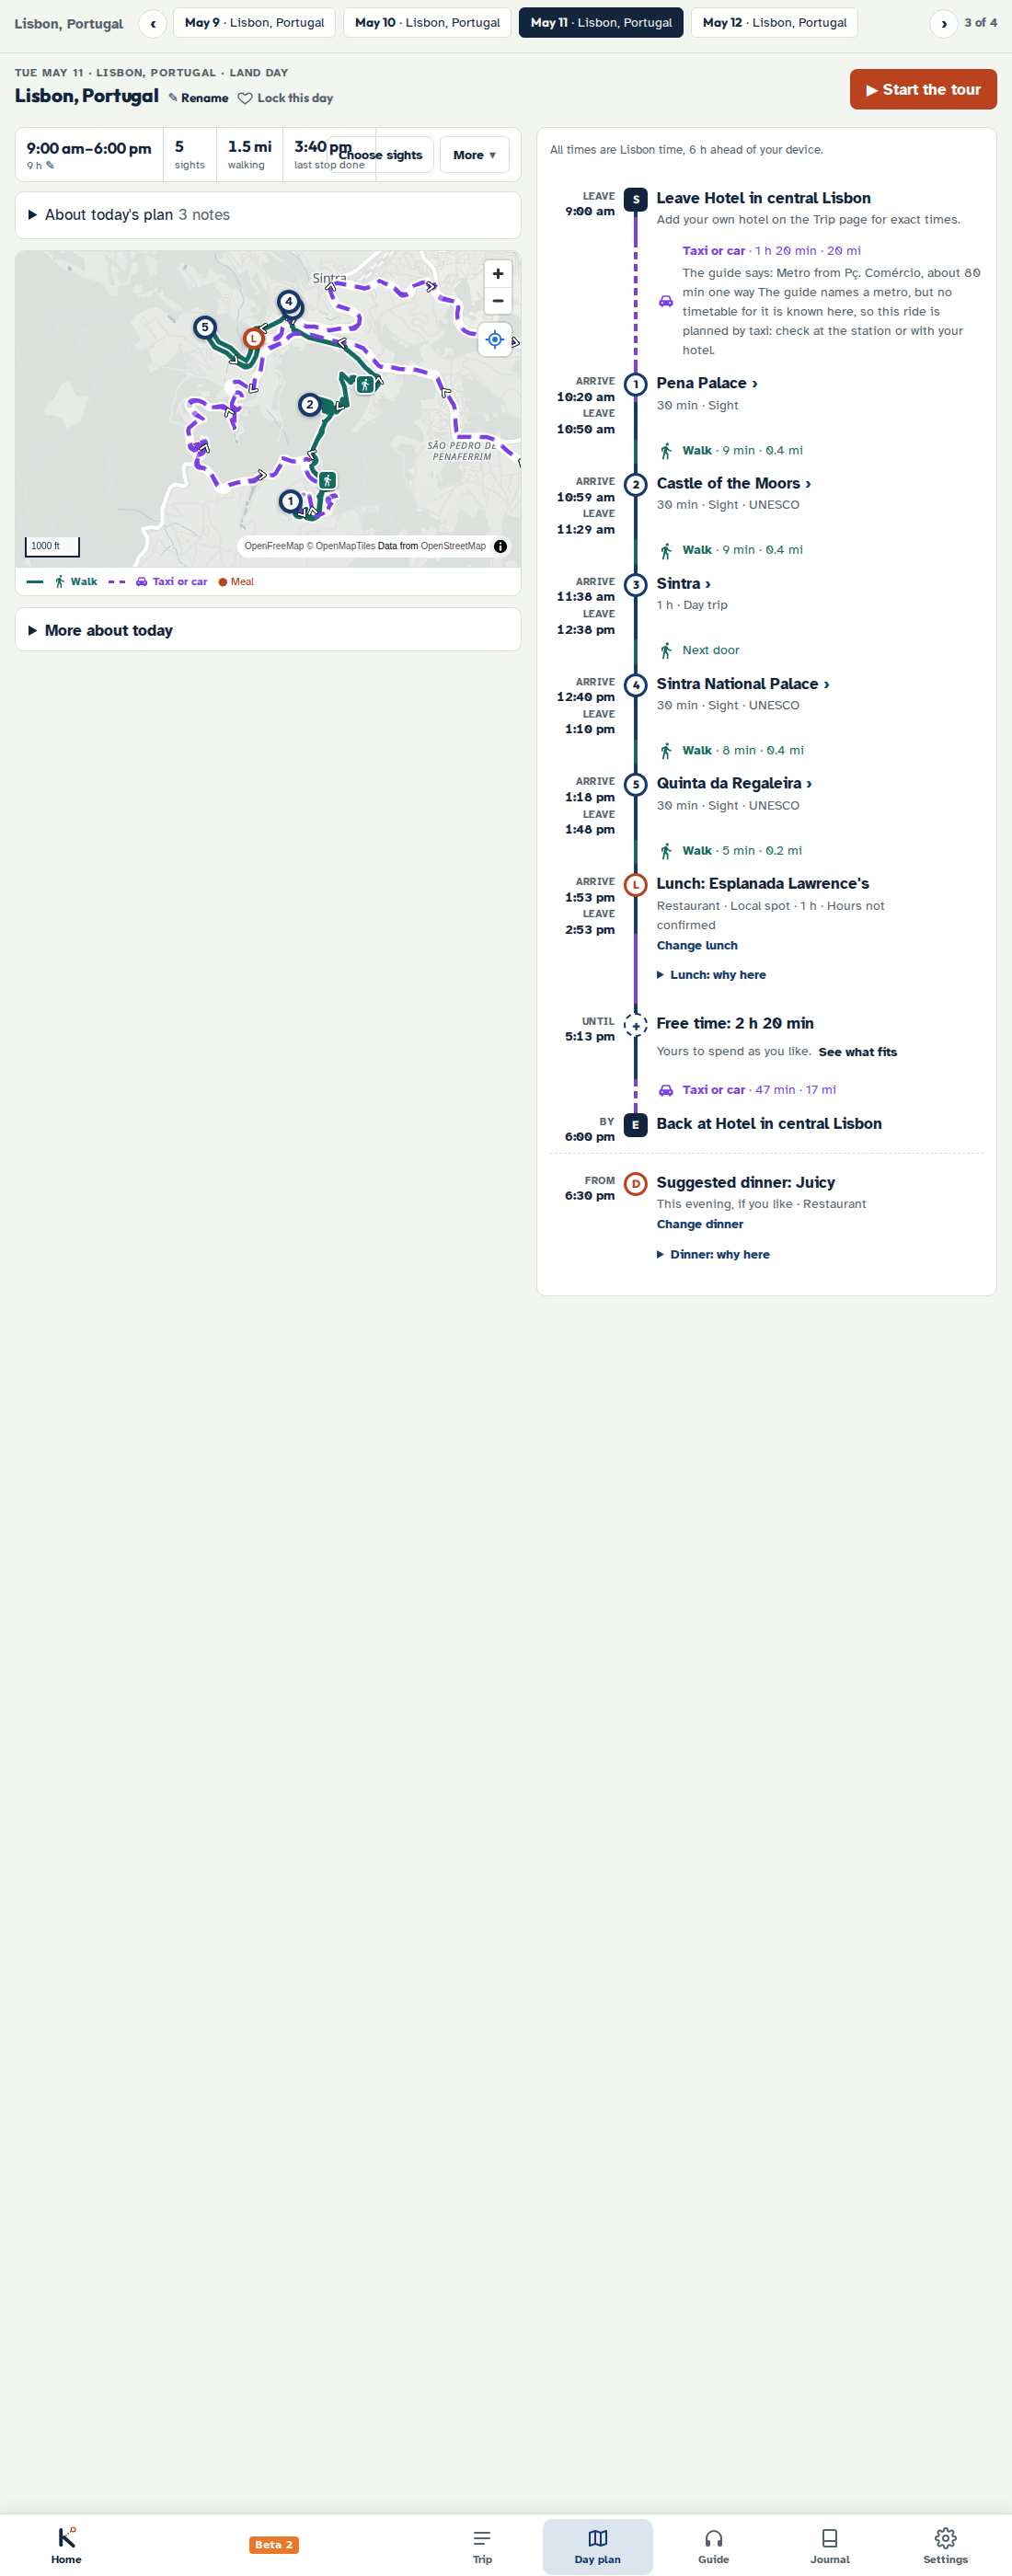 Lisbon, Portugal
‹
May 9 · Lisbon, Portugal
May 10 · Lisbon, Portugal
May 11 · Lisbon, Portugal
May 12 · Lisbon, Portugal
›
3 of 4
TUE MAY 11 · LISBON, PORTUGAL · LAND DAY
Lisbon, Portugal
✎ Rename
Lock this day
▶ Start the tour
9:00 am–6:00 pm
9 h ✎
5
sights
1.5 mi
walking
3:40 pm
last stop done
Choose sights
More ▾
▶ About today's plan 3 notes
Sintra
4
5
L
2
SÃO PEDRO DE
PENAFERRIM
1
+
−
1000 ft
OpenFreeMap © OpenMapTiles Data from OpenStreetMap
Walk
Taxi or car
Meal
▶ More about today
All times are Lisbon time, 6 h ahead of your device.
LEAVE
9:00 am
S
Leave Hotel in central Lisbon
Add your own hotel on the Trip page for exact times.
Taxi or car · 1 h 20 min · 20 mi
The guide says: Metro from Pç. Comércio, about 80
min one way The guide names a metro, but no
timetable for it is known here, so this ride is
planned by taxi: check at the station or with your
hotel.
ARRIVE
10:20 am
LEAVE
10:50 am
1
Pena Palace ›
30 min · Sight
Walk · 9 min · 0.4 mi
ARRIVE
10:59 am
LEAVE
11:29 am
2
Castle of the Moors ›
30 min · Sight · UNESCO
Walk · 9 min · 0.4 mi
ARRIVE
11:38 am
LEAVE
12:38 pm
3
Sintra ›
1 h · Day trip
Next door
ARRIVE
12:40 pm
LEAVE
1:10 pm
4
Sintra National Palace ›
30 min · Sight · UNESCO
Walk · 8 min · 0.4 mi
ARRIVE
1:18 pm
LEAVE
1:48 pm
5
Quinta da Regaleira ›
30 min · Sight · UNESCO
Walk · 5 min · 0.2 mi
ARRIVE
1:53 pm
LEAVE
2:53 pm
L
Lunch: Esplanada Lawrence's
Restaurant · Local spot · 1 h · Hours not
confirmed
Change lunch
▶ Lunch: why here
UNTIL
5:13 pm
+
Free time: 2 h 20 min
Yours to spend as you like. See what fits
Taxi or car · 47 min · 17 mi
BY
6:00 pm
E
Back at Hotel in central Lisbon
FROM
6:30 pm
D
Suggested dinner: Juicy
This evening, if you like · Restaurant
Change dinner
▶ Dinner: why here
Home
Beta 2
Trip
Day plan
Guide
Journal
Settings